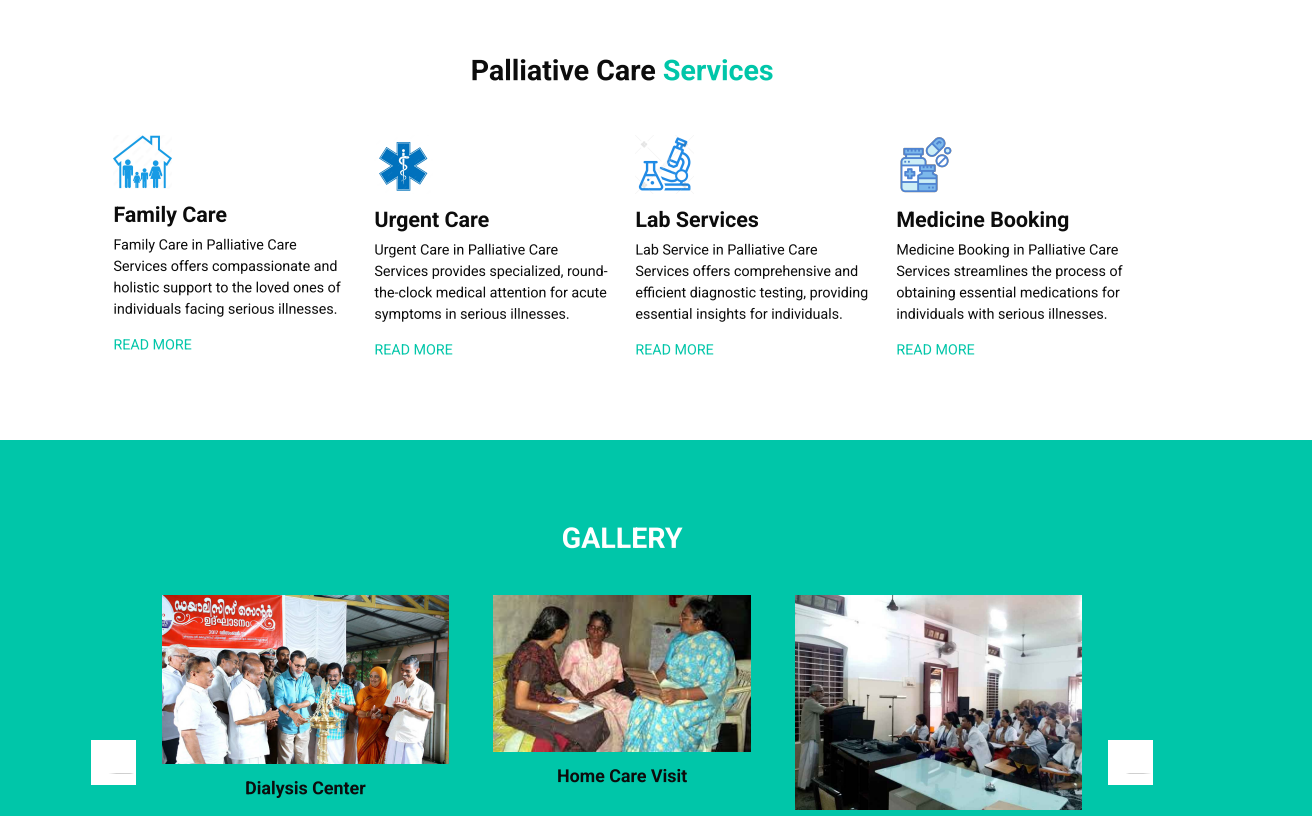 Palliative Care Services
Family Care
Family Care in Palliative Care
Services offers compassionate and
holistic support to the loved ones of
individuals facing serious illnesses.
READ MORE
Urgent Care
Urgent Care in Palliative Care
Services provides specialized, round-
the-clock medical attention for acute
symptoms in serious illnesses.
READ MORE
Lab Services
Lab Service in Palliative Care
Services offers comprehensive and
efficient diagnostic testing, providing
essential insights for individuals.
READ MORE
Medicine Booking
Medicine Booking in Palliative Care
Services streamlines the process of
obtaining essential medications for
individuals with serious illnesses.
READ MORE
GALLERY
ഡയാലിസിസ് സെന്റർ
ഉദ്ഘാടനം
Dialysis Center
Home Care Visit